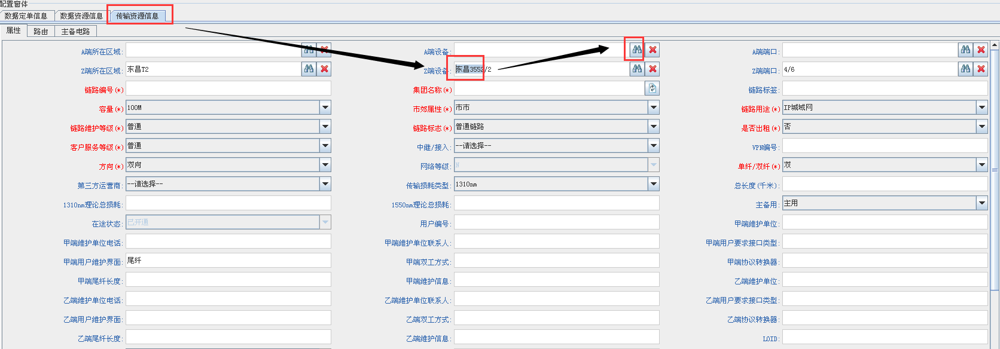 配置窗体
数据定单信息 数据资源信息 传输资源信息
属性 路由 主备电路
A端所在区域: A端设备: A端端口:
Z端所在区域: 东昌T2 Z端设备: 东昌3552/2 Z端端口: 4/6
链路编号(*) 集团名称(*) 链路标签:
容量(*) 100M 市郊属性(*) 市市 链路用途(*) IP城域网
链路维护等级(*) 普通 链路标志(*) 普通链路 是否出租(*) 否
客户服务等级(*) 普通 中继/接入: --请选择-- VPN编号:
方向(*) 双向 网络等级: N 单纤/双纤(*) 双
第三方运营商: --请选择-- 传输损耗类型: 1310nm 总长度(千米):
1310nm理论总损耗: 1550nm理论总损耗: 主备用: 主用
在途状态: 已开通 用户编号: 甲端维护单位:
甲端维护单位电话: 甲端维护单位联系人: 甲端用户要求接口类型:
甲端用户维护界面: 尾纤 甲端双工方式: 甲端协议转换器:
甲端尾纤长度: 甲端维护信息: 乙端维护单位:
乙端维护单位电话: 乙端维护单位联系人: 乙端用户要求接口类型:
乙端用户维护界面: 乙端双工方式: 乙端协议转换器:
乙端尾纤长度: 乙端维护信息: LOID: